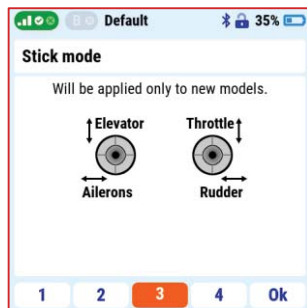 B Default 35%
Stick mode
Will be applied only to new models.
Elevator Throttle
Ailerons Rudder
1 2 3 4 Ok